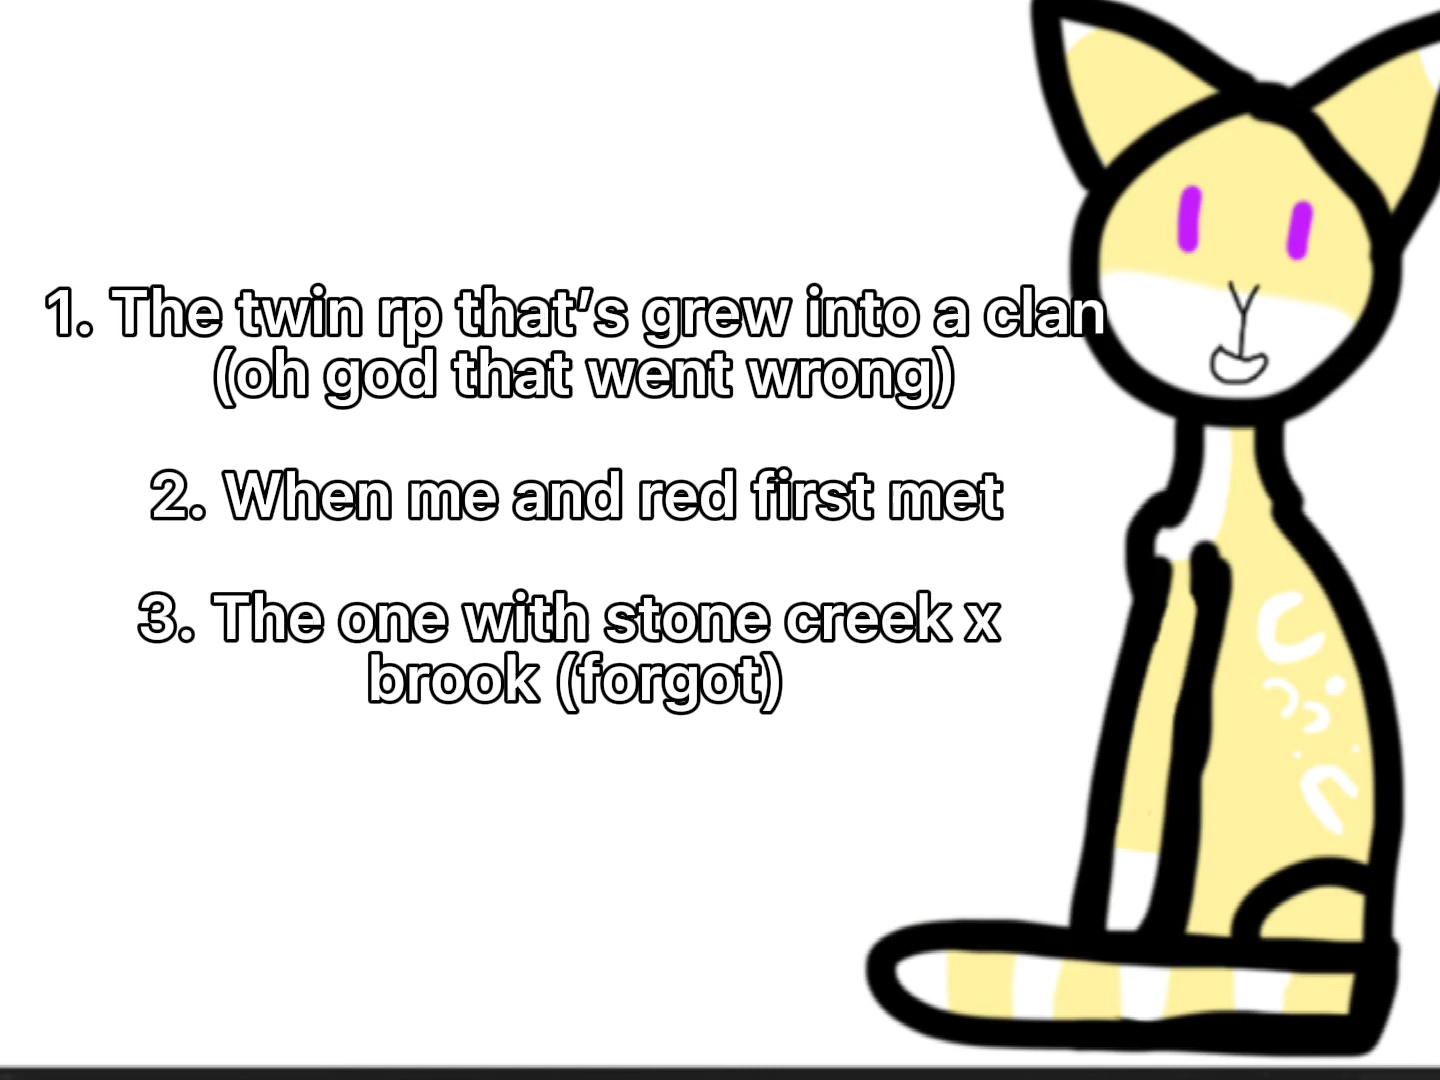 1. The twin rp that’s grew into a clan
(oh god that went wrong)
2. When me and red first met
3. The one with stone creek x
brook (forgot)